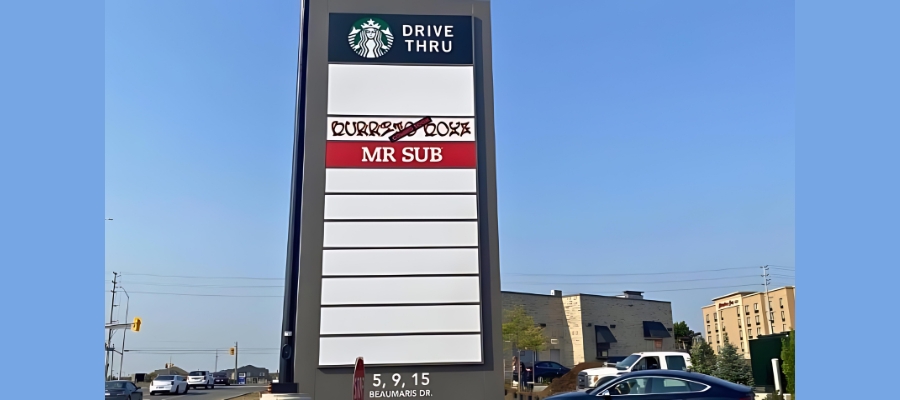 DRIVE
THRU
BURRITO BOYZ
MR SUB
5, 9, 15
BEAUMARIS DR.